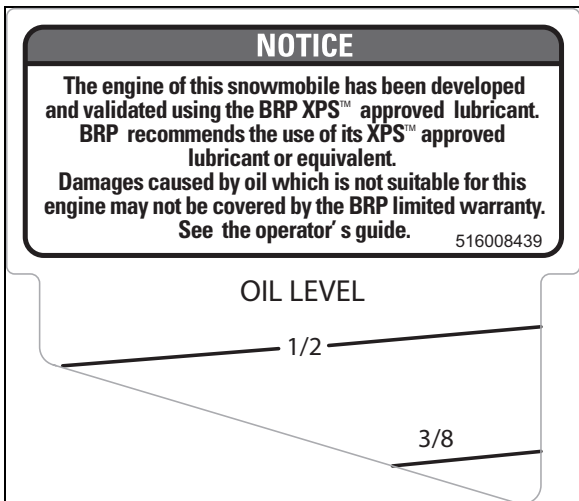 NOTICE
The engine of this snowmobile has been developed
and validated using the BRP XPS™ approved lubricant.
BRP recommends the use of its XPS™ approved
lubricant or equivalent.
Damages caused by oil which is not suitable for this
engine may not be covered by the BRP limited warranty.
See the operator's guide. 516008439
OIL LEVEL
1/2
3/8